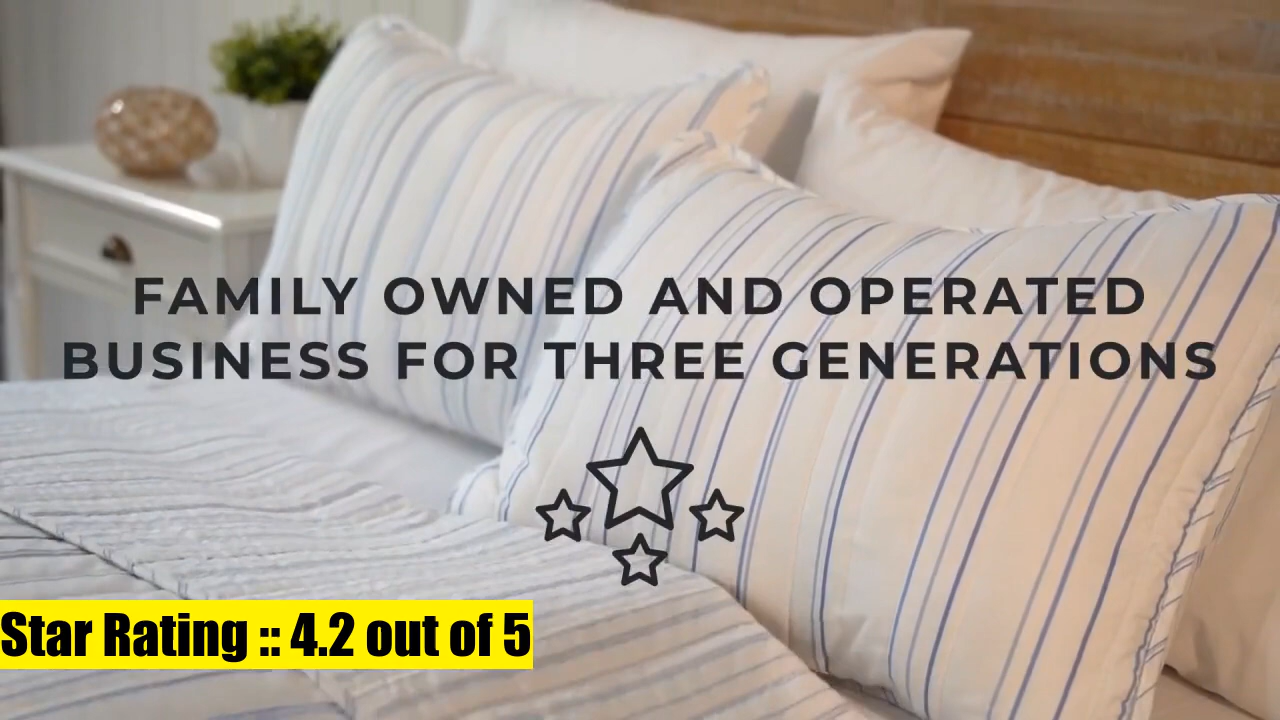 FAMILY OWNED AND OPERATED
BUSINESS FOR THREE GENERATIONS
Star Rating :: 4.2 out of 5